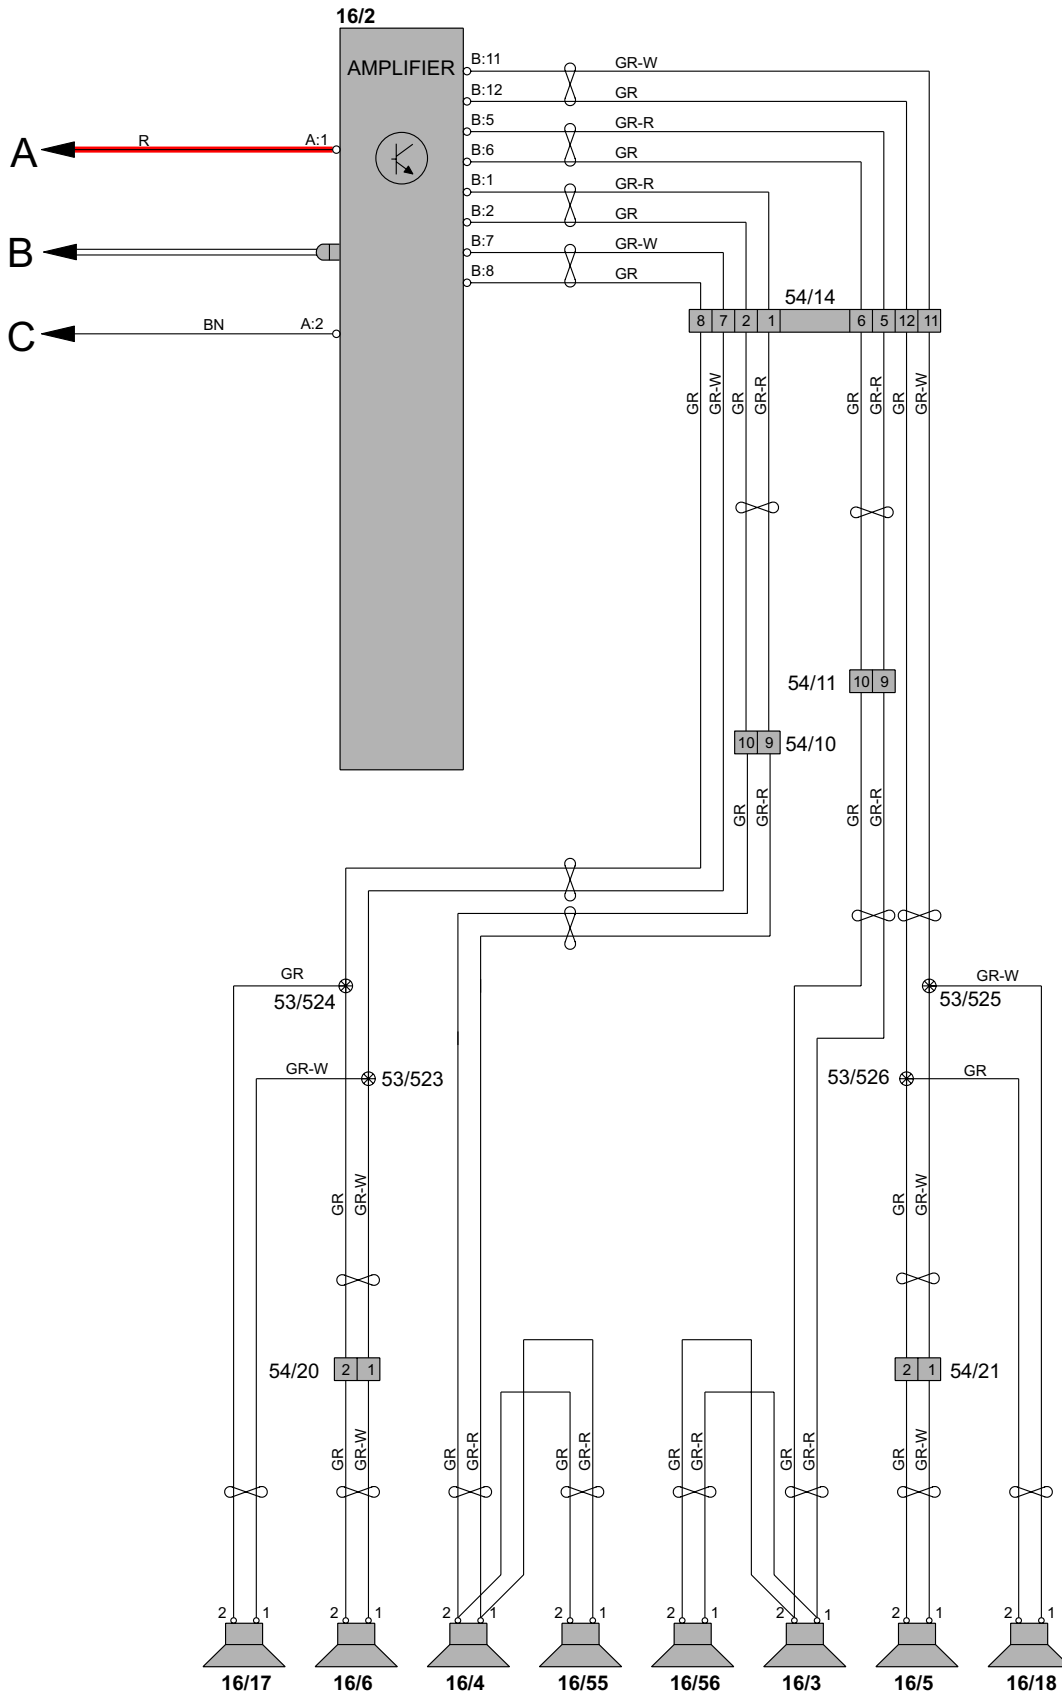 16/2
AMPLIFIER
B:11 GR-W
B:12 GR
B:5 GR-R
A R A:1
B:6 GR
B:1 GR-R
B:2 GR
B B:7 GR-W
B:8 GR
54/14
C BN A:2
8 7 2 1 6 5 12 11
GR GR-W GR GR-R GR GR-R GR GR-W
54/11 10 9
10 9 54/10
GR GR-R GR GR-R
GR GR-W
53/524 53/525
GR-W 53/523 53/526 GR
GR GR-W GR GR-W
54/20 2 1 2 1 54/21
GR GR-W GR GR-R GR GR-R GR GR-R GR GR-R GR GR-W
2 1 2 1 2 1 2 1 2 1 2 1 2 1 2 1
16/17 16/6 16/4 16/55 16/56 16/3 16/5 16/18